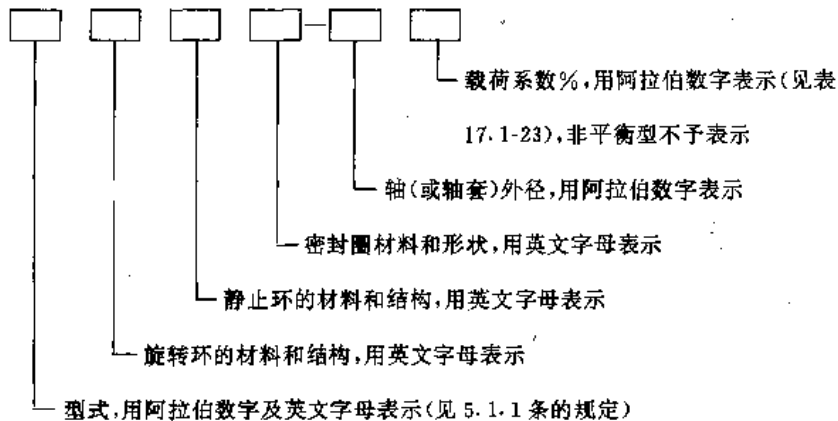 载荷系数%,用阿拉伯数字表示(见表
17.1-23),非平衡型不予表示
轴(或轴套)外径,用阿拉伯数字表示
密封圈材料和形状,用英文字母表示
静止环的材料和结构,用英文字母表示
旋转环的材料和结构,用英文字母表示
型式,用阿拉伯数字及英文字母表示(见5.1.1条的规定)